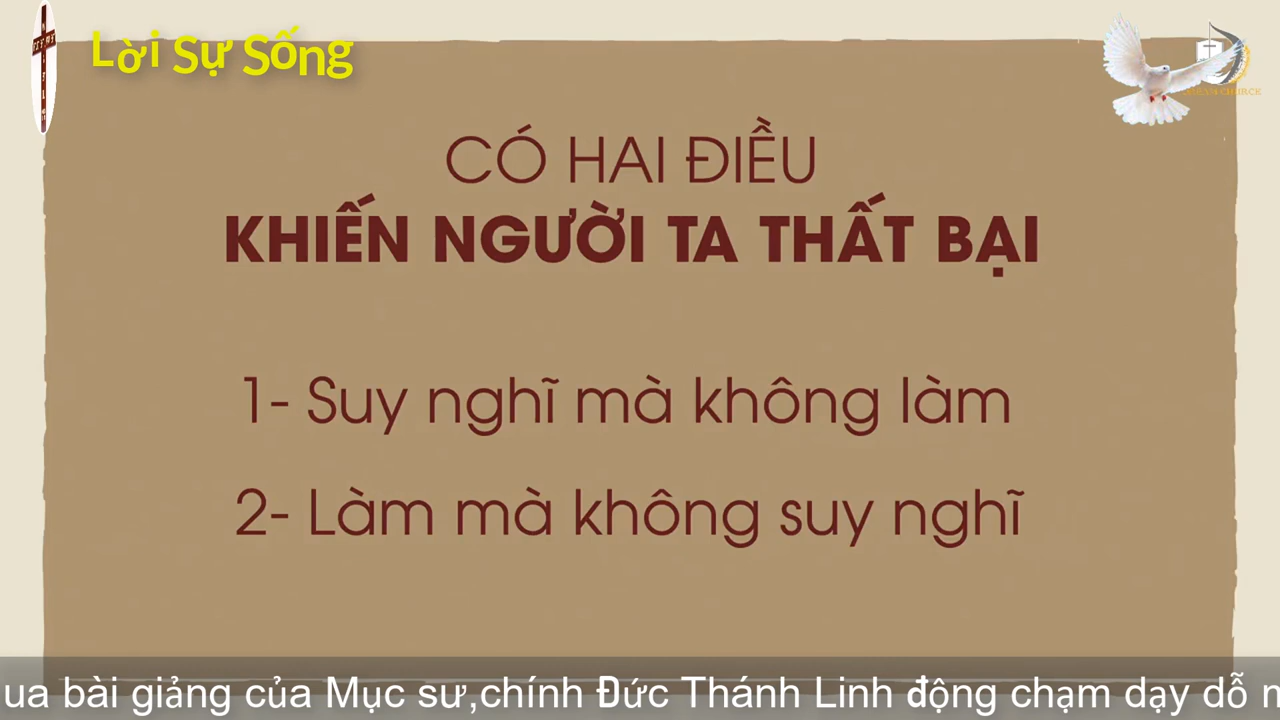 Lời Sự Sống
CÓ HAI ĐIỀU
KHIẾN NGƯỜI TA THẤT BẠI
1- Suy nghĩ mà không làm
2- Làm mà không suy nghĩ
ua bài giảng của Mục sư,chính Đức Thánh Linh động chạm dạy dỗ